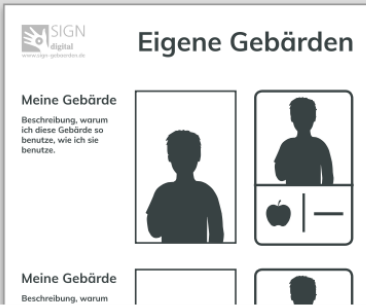 SIGN
digital
www.sign-gebaerden.de
Eigene Gebärden
Meine Gebärde
Beschreibung, warum
ich diese Gebärde so
benutze, wie ich sie
benutze.
Meine Gebärde
Beschreibung, warum